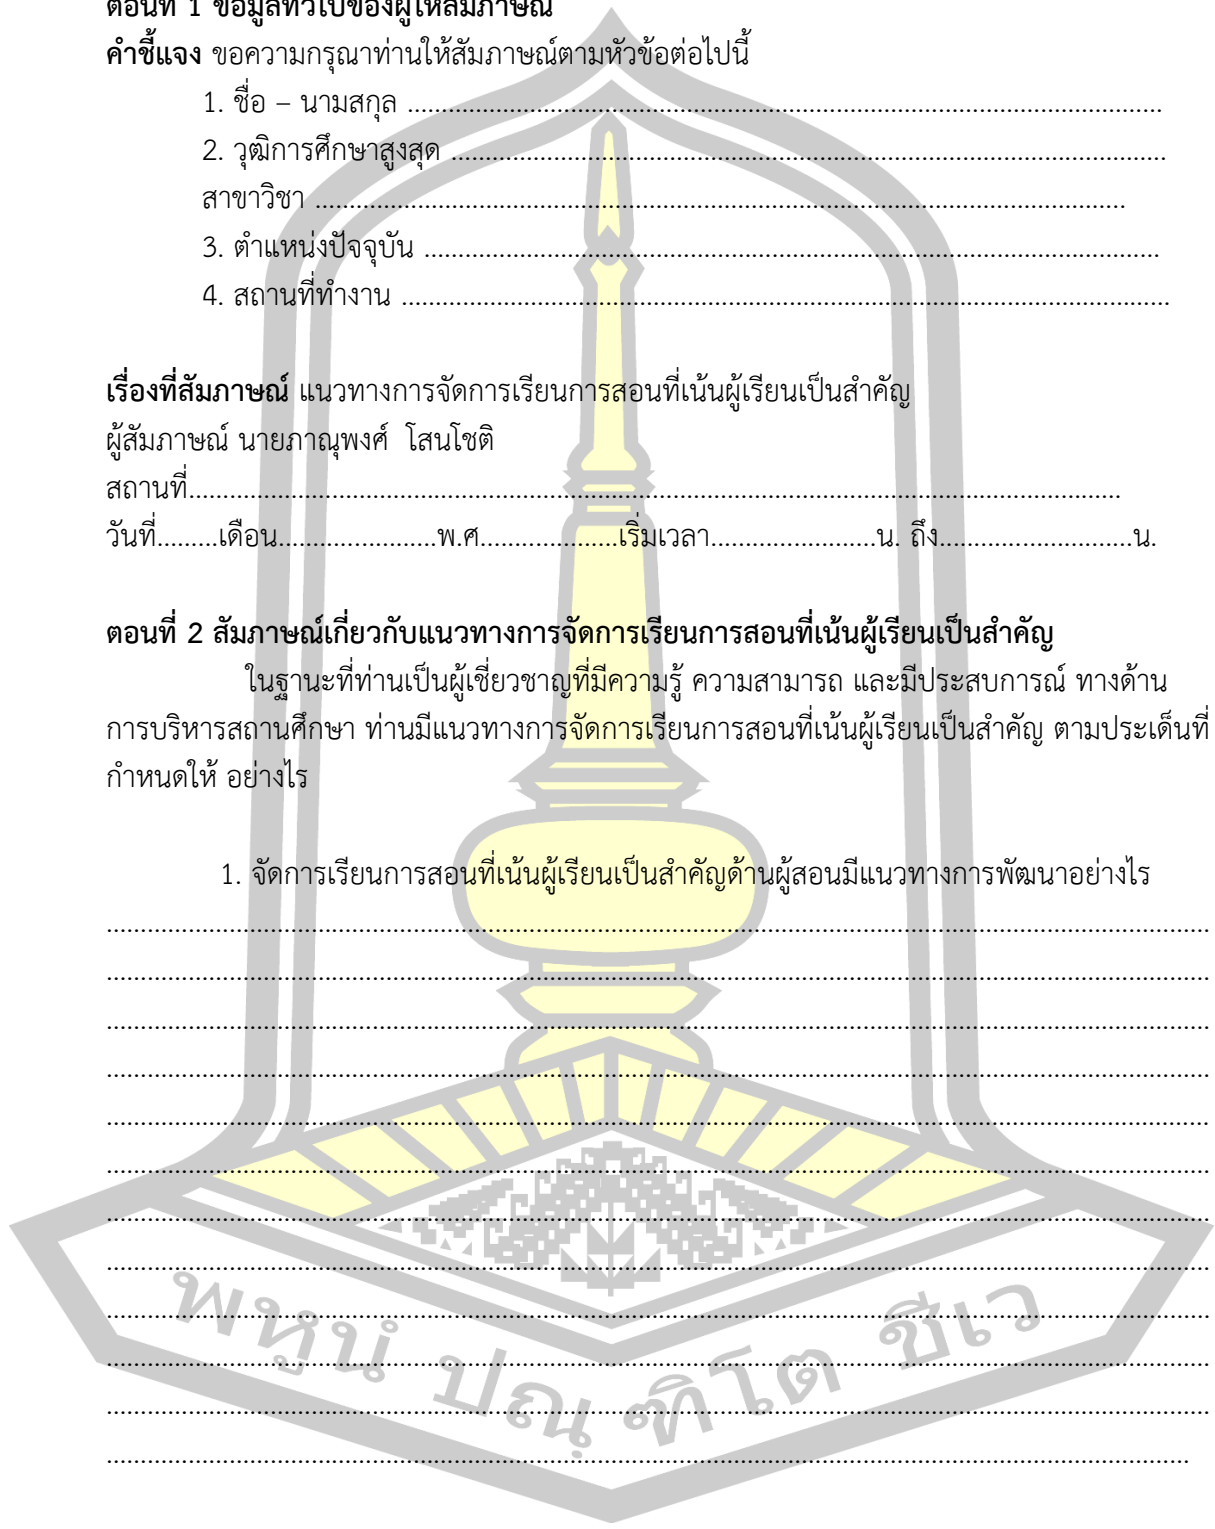 ตอนที่ 1 ข้อมูลทั่วไปของผู้ให้สัมภาษณ์
คำชี้แจง ขอความกรุณาท่านให้สัมภาษณ์ตามหัวข้อต่อไปนี้
1. ชื่อ – นามสกุล ..............................................................................................................
2. วุฒิการศึกษาสูงสุด ........................................................................................................
สาขาวิชา ......................................................................................................................
3. ตำแหน่งปัจจุบัน ...........................................................................................................
4. สถานที่ทำงาน ................................................................................................................
เรื่องที่สัมภาษณ์ แนวทางการจัดการเรียนการสอนที่เน้นผู้เรียนเป็นสำคัญ
ผู้สัมภาษณ์ นายภาณุพงศ์ โสนโชติ
สถานที่........................................................................................................................................
วันที่.........เดือน.......................พ.ศ....................เริ่มเวลา........................น. ถึง............................น.
ตอนที่ 2 สัมภาษณ์เกี่ยวกับแนวทางการจัดการเรียนการสอนที่เน้นผู้เรียนเป็นสำคัญ
ในฐานะที่ท่านเป็นผู้เชี่ยวชาญที่มีความรู้ ความสามารถ และมีประสบการณ์ ทางด้าน
การบริหารสถานศึกษา ท่านมีแนวทางการจัดการเรียนการสอนที่เน้นผู้เรียนเป็นสำคัญ ตามประเด็นที่
กำหนดให้ อย่างไร
1. จัดการเรียนการสอนที่เน้นผู้เรียนเป็นสำคัญด้านผู้สอนมีแนวทางการพัฒนาอย่างไร
พหูนํ ปณฺฑิโต ชีเว